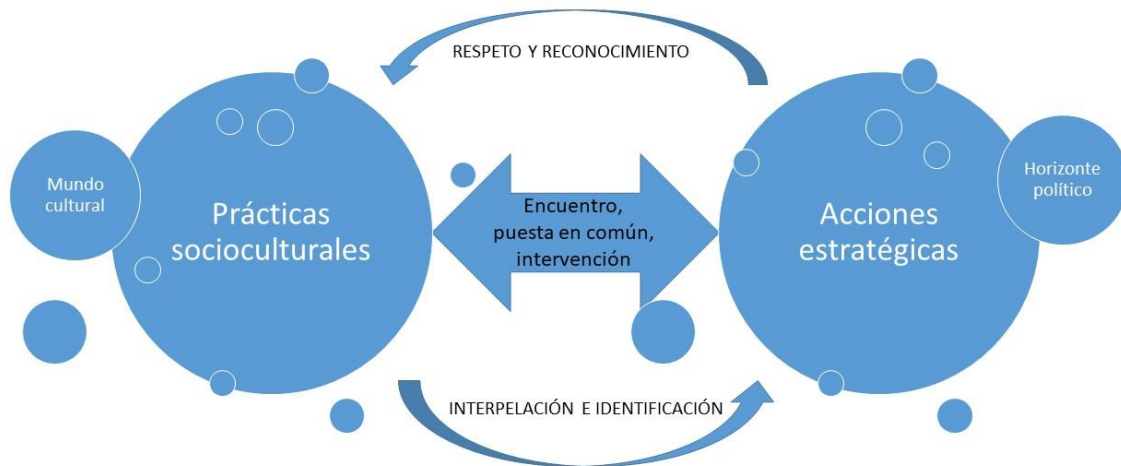 RESPETO Y RECONOCIMIENTO
Mundo
cultural
Prácticas
socioculturales
Encuentro,
puesta en común,
intervención
Acciones
estratégicas
Horizonte
político
INTERPELACIÓN E IDENTIFICACIÓN